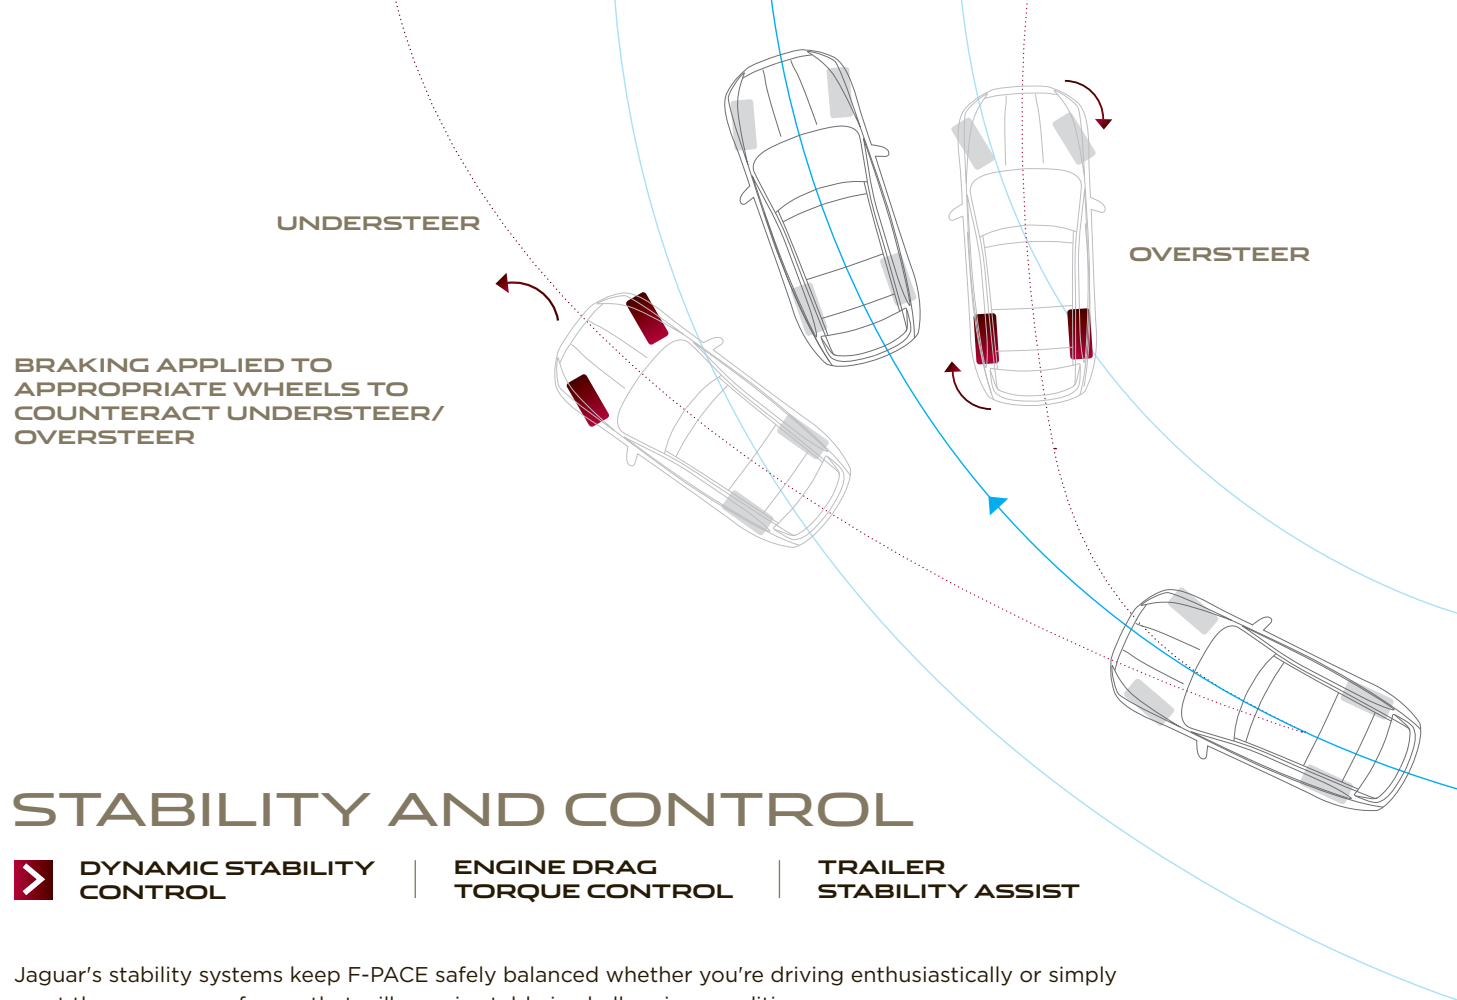 UNDERSTEER
OVERSTEER
BRAKING APPLIED TO
APPROPRIATE WHEELS TO
COUNTERACT UNDERSTEER/
OVERSTEER
STABILITY AND CONTROL
DYNAMIC STABILITY
CONTROL
ENGINE DRAG
TORQUE CONTROL
TRAILER
STABILITY ASSIST
Jaguar's stability systems keep F-PACE safely balanced whether you're driving enthusiastically or simply